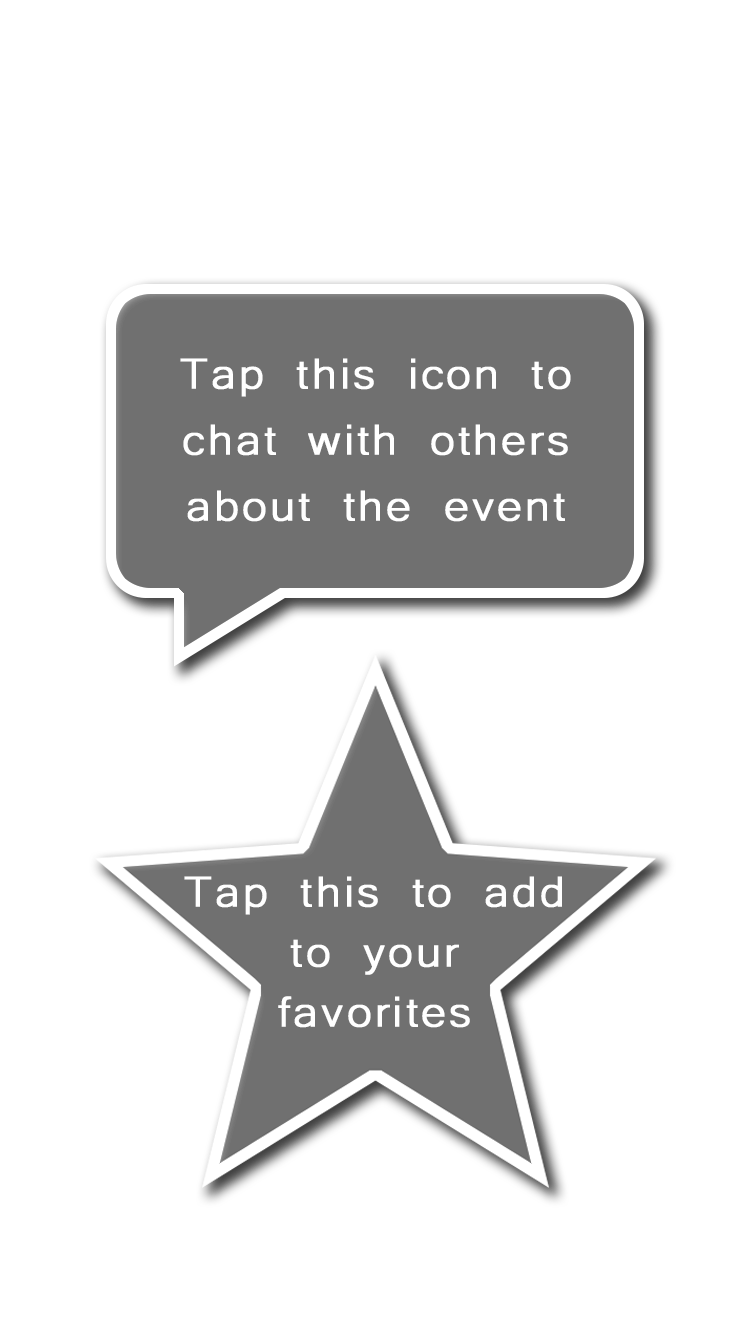 Tap this icon to
chat with others
about the event
Tap this to add
to your
favorites